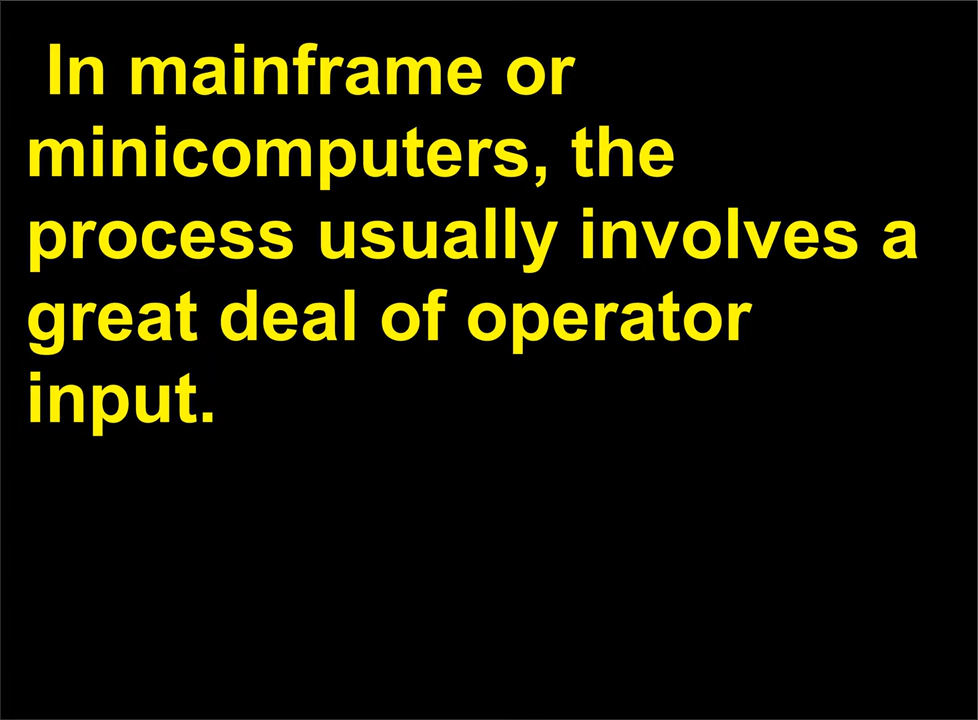 In mainframe or
minicomputers, the
process usually involves a
great deal of operator
input.